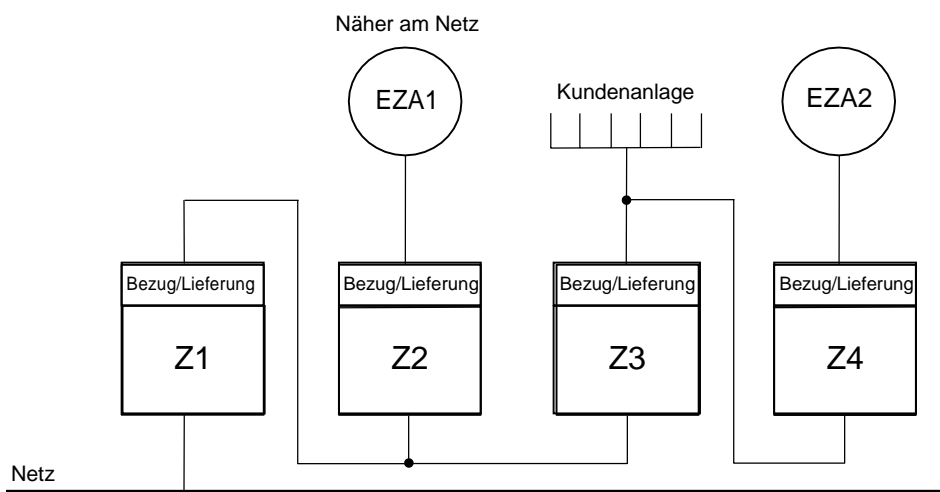 Näher am Netz
EZA1
Kundenanlage
EZA2
Bezug/Lieferung
Bezug/Lieferung
Bezug/Lieferung
Bezug/Lieferung
Z1
Z2
Z3
Z4
Netz